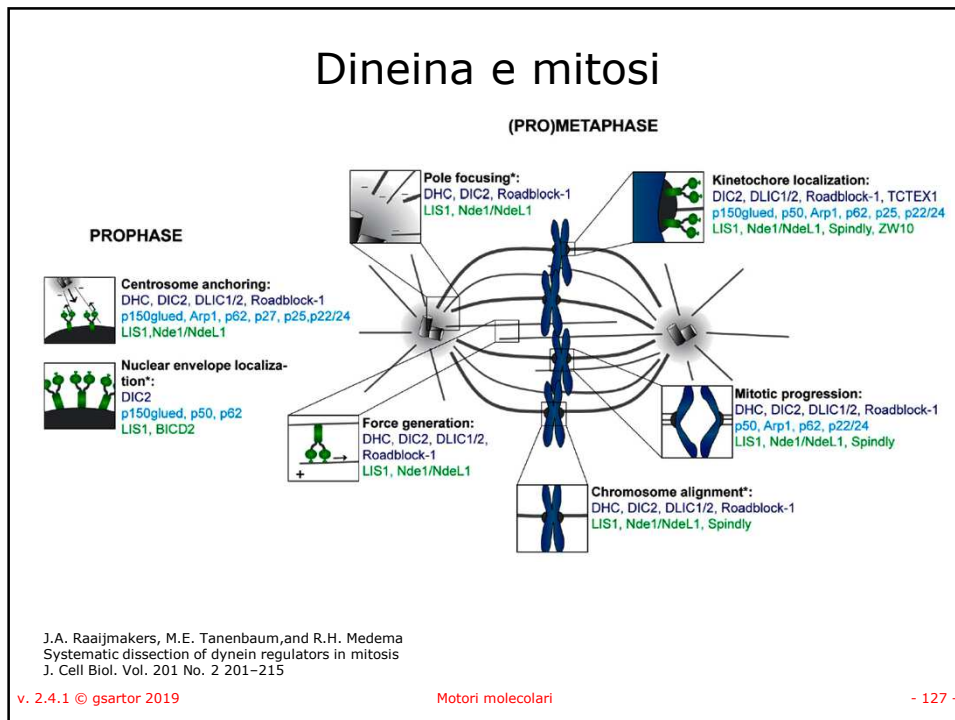 Dineina e mitosi
(PRO)METAPHASE
Pole focusing*:
DHC, DIC2, Roadblock-1
LIS1, Nde1/NdeL1
Kinetochore localization:
DIC2, DLIC1/2, Roadblock-1, TCTEX1
p150glued, p50, Arp1, p62, p25, p22/24
LIS1, Nde1/NdeL1, Spindly, ZW10
PROPHASE
Centrosome anchoring:
DHC, DIC2, DLIC1/2, Roadblock-1
p150glued, Arp1, p62, p27, p25,p22/24
LIS1,Nde1/NdeL1
Nuclear envelope localiza-
tion*:
DIC2
p150glued, p50, p62
LIS1, BICD2
Force generation:
DHC, DIC2, DLIC1/2,
Roadblock-1
LIS1, Nde1/NdeL1
+
Mitotic progression:
DHC, DIC2, DLIC1/2, Roadblock-1
p50, Arp1, p62, p22/24
LIS1, Nde1/NdeL1, Spindly
Chromosome alignment*:
DHC, DIC2, DLIC1/2, Roadblock-1
LIS1, Nde1/NdeL1, Spindly
J.A. Raaijmakers, M.E. Tanenbaum,and R.H. Medema
Systematic dissection of dynein regulators in mitosis
J. Cell Biol. Vol. 201 No. 2 201–215
v. 2.4.1 © gsartor 2019
Motori molecolari
- 127 -